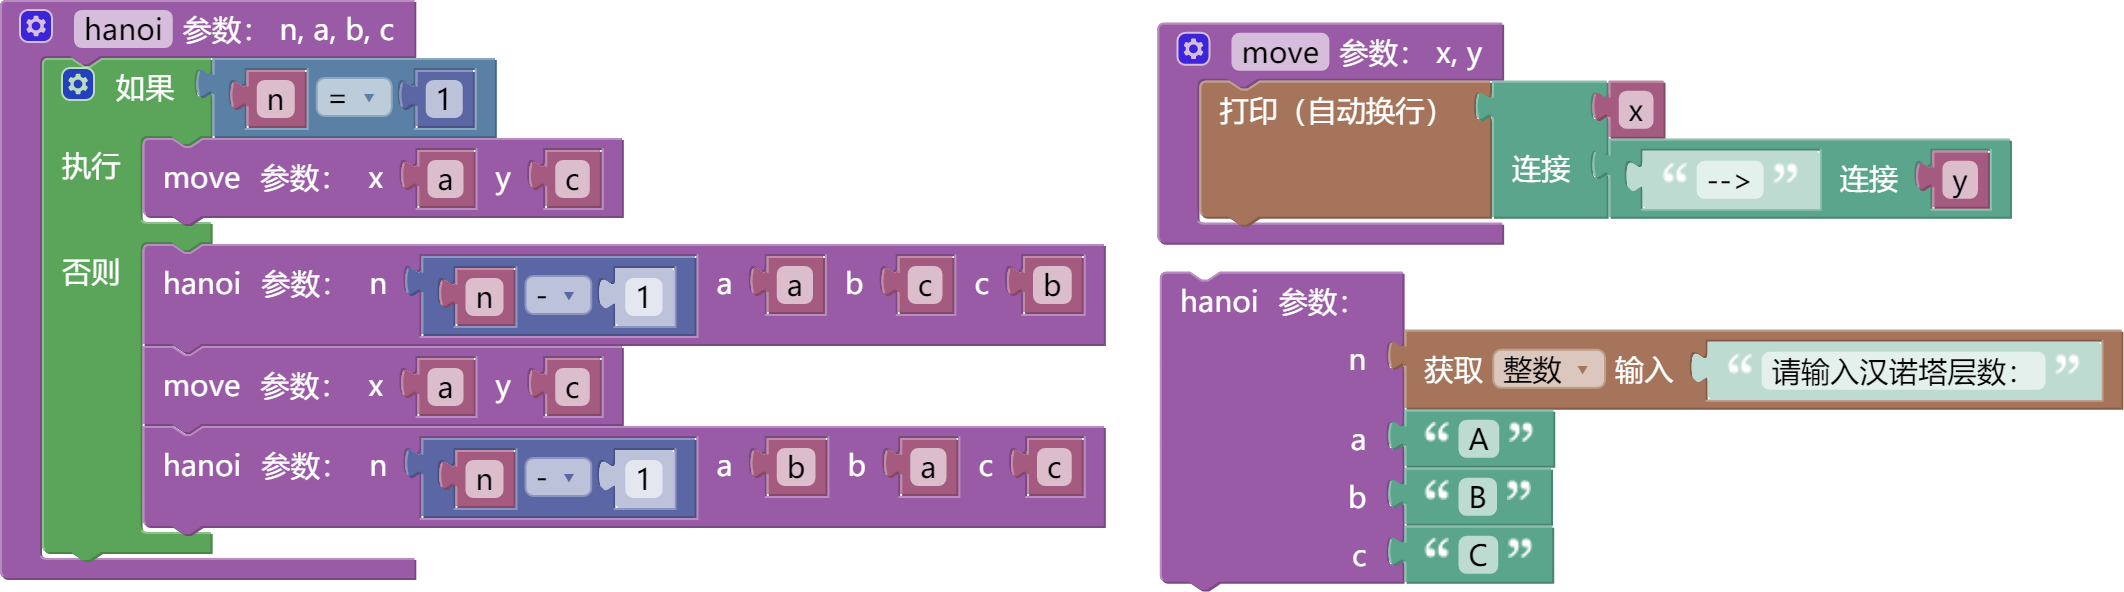 hanoi 参数： n, a, b, c
如果 n = 1
执行 move 参数： x a y c
否则 hanoi 参数： n n - 1 a a b c c b
move 参数： x a y c
hanoi 参数： n n - 1 a b b a c c
move 参数： x, y
打印（自动换行） x
连接 “ --> ” 连接 y
hanoi 参数：
n 获取 整数 输入 “ 请输入汉诺塔层数： ”
a “ A ”
b “ B ”
c “ C ”